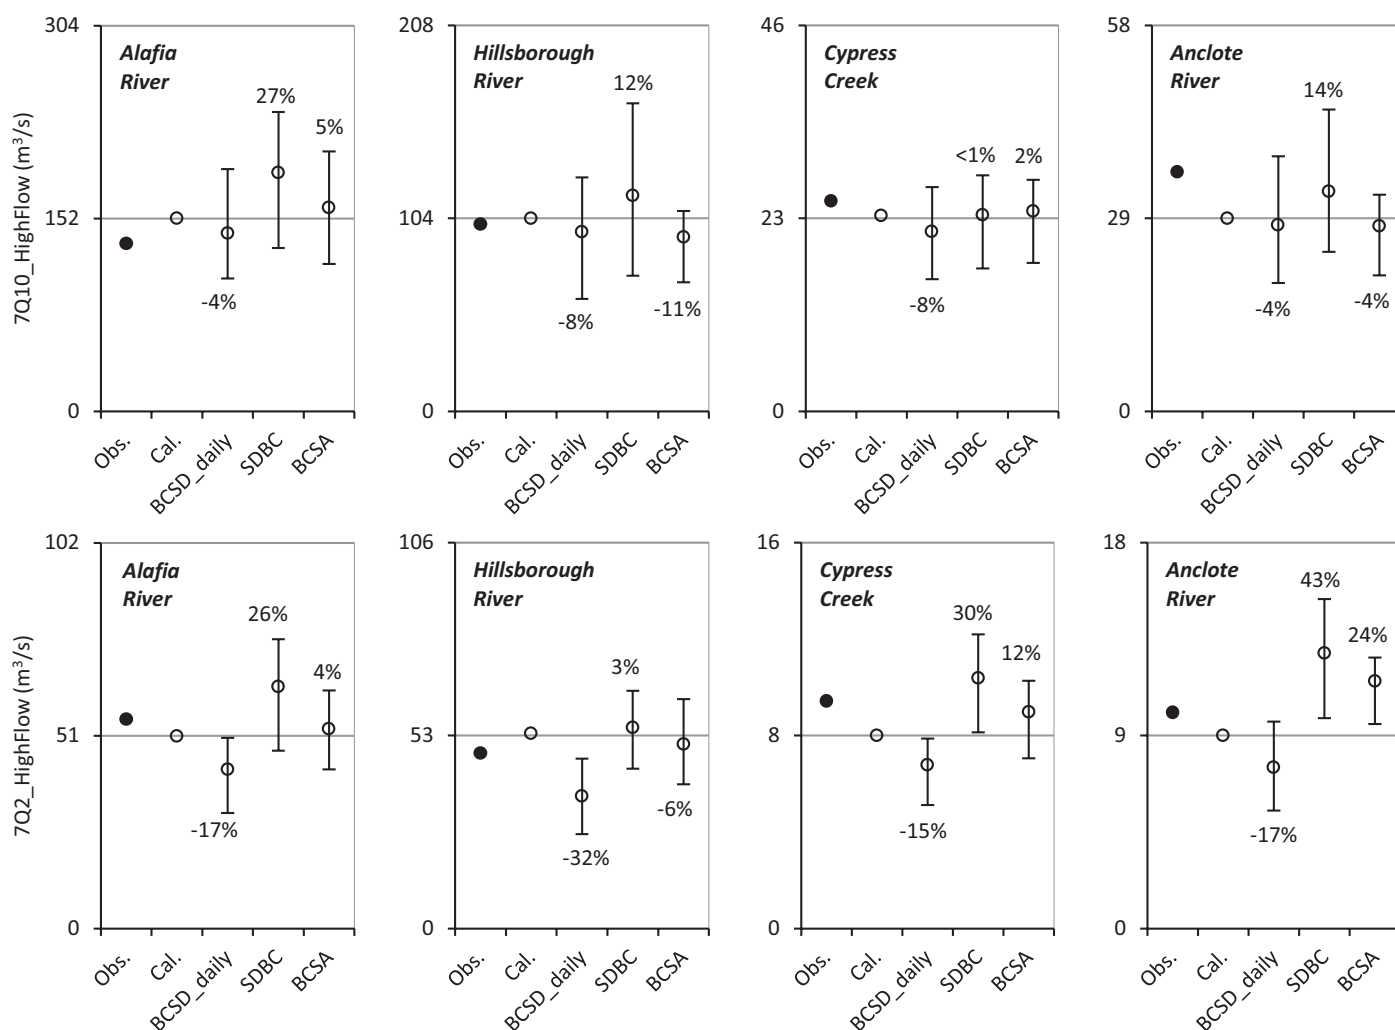 7Q10_HighFlow (m³/s)
304
152
0
Alafia
River
27%
5%
-4%
Obs.
Cal.
BCSD_daily
SDBC
BCSA
208
104
0
Hillsborough
River
12%
-8%
-11%
Obs.
Cal.
BCSD_daily
SDBC
BCSA
46
23
0
Cypress
Creek
<1%
2%
-8%
Obs.
Cal.
BCSD_daily
SDBC
BCSA
58
29
0
Anclote
River
14%
-4%
-4%
Obs.
Cal.
BCSD_daily
SDBC
BCSA
7Q2_HighFlow (m³/s)
102
51
0
Alafia
River
26%
4%
-17%
Obs.
Cal.
BCSD_daily
SDBC
BCSA
106
53
0
Hillsborough
River
3%
-6%
-32%
Obs.
Cal.
BCSD_daily
SDBC
BCSA
16
8
0
Cypress
Creek
30%
12%
-15%
Obs.
Cal.
BCSD_daily
SDBC
BCSA
18
9
0
Anclote
River
43%
24%
-17%
Obs.
Cal.
BCSD_daily
SDBC
BCSA